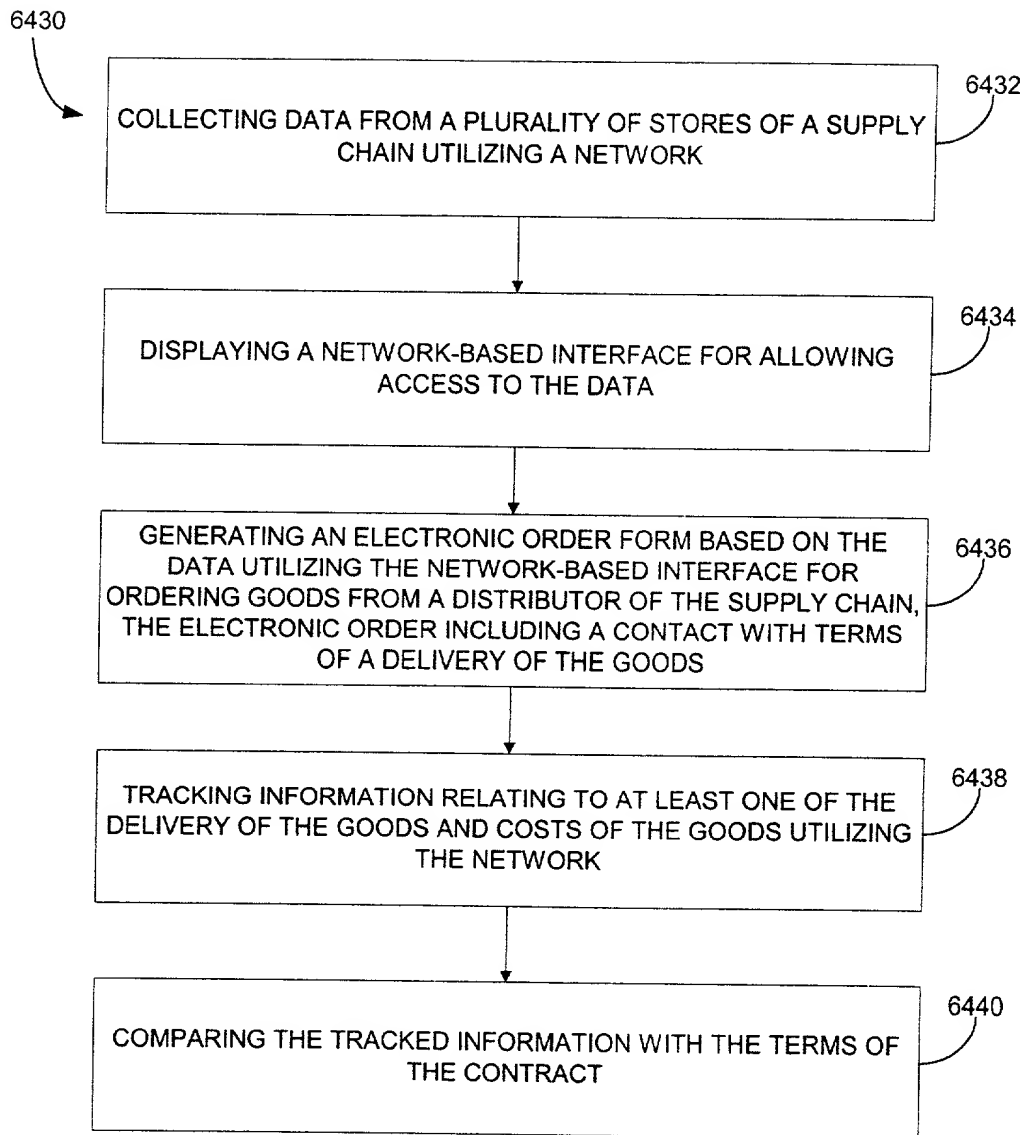 6430
6432
COLLECTING DATA FROM A PLURALITY OF STORES OF A SUPPLY
CHAIN UTILIZING A NETWORK
6434
DISPLAYING A NETWORK-BASED INTERFACE FOR ALLOWING
ACCESS TO THE DATA
6436
GENERATING AN ELECTRONIC ORDER FORM BASED ON THE
DATA UTILIZING THE NETWORK-BASED INTERFACE FOR
ORDERING GOODS FROM A DISTRIBUTOR OF THE SUPPLY CHAIN,
THE ELECTRONIC ORDER INCLUDING A CONTACT WITH TERMS
OF A DELIVERY OF THE GOODS
6438
TRACKING INFORMATION RELATING TO AT LEAST ONE OF THE
DELIVERY OF THE GOODS AND COSTS OF THE GOODS UTILIZING
THE NETWORK
6440
COMPARING THE TRACKED INFORMATION WITH THE TERMS OF
THE CONTRACT